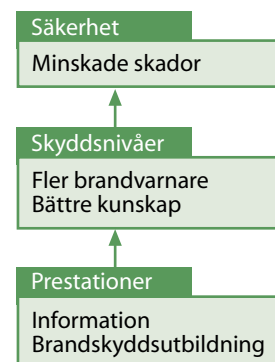 Säkerhet
Minskade skador
Skyddsnivåer
Fler brandvarnare
Bättre kunskap
Prestationer
Information
Brandskyddsutbildning